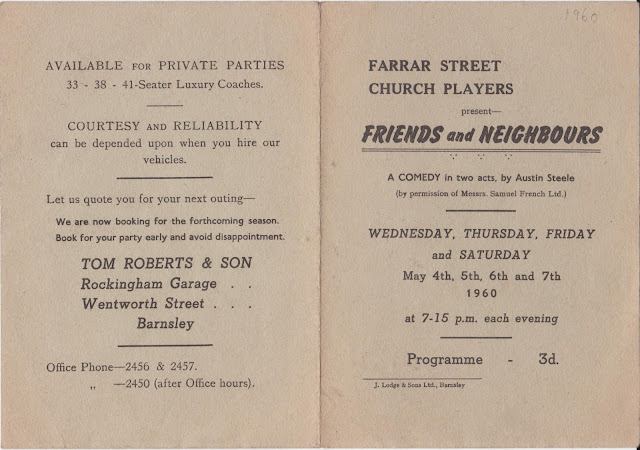 AVAILABLE FOR PRIVATE PARTIES
33 - 38 - 41-Seater Luxury Coaches.
COURTESY AND RELIABILITY
can be depended upon when you hire our
vehicles.
Let us quote you for your next outing—
We are now booking for the forthcoming season.
Book for your party early and avoid disappointment.
TOM ROBERTS & SON
Rockingham Garage . .
Wentworth Street . . .
Barnsley
Office Phone—2456 & 2457.
„ —2450 (after Office hours).
1960
FARRAR STREET
CHURCH PLAYERS
present—
FRIENDS and NEIGHBOURS
A COMEDY in two acts, by Austin Steele
(by permission of Messrs. Samuel French Ltd.)
WEDNESDAY, THURSDAY, FRIDAY
and SATURDAY
May 4th, 5th, 6th and 7th
1960
at 7-15 p.m. each evening
Programme - 3d.
J. Lodge & Sons Ltd., Barnsley